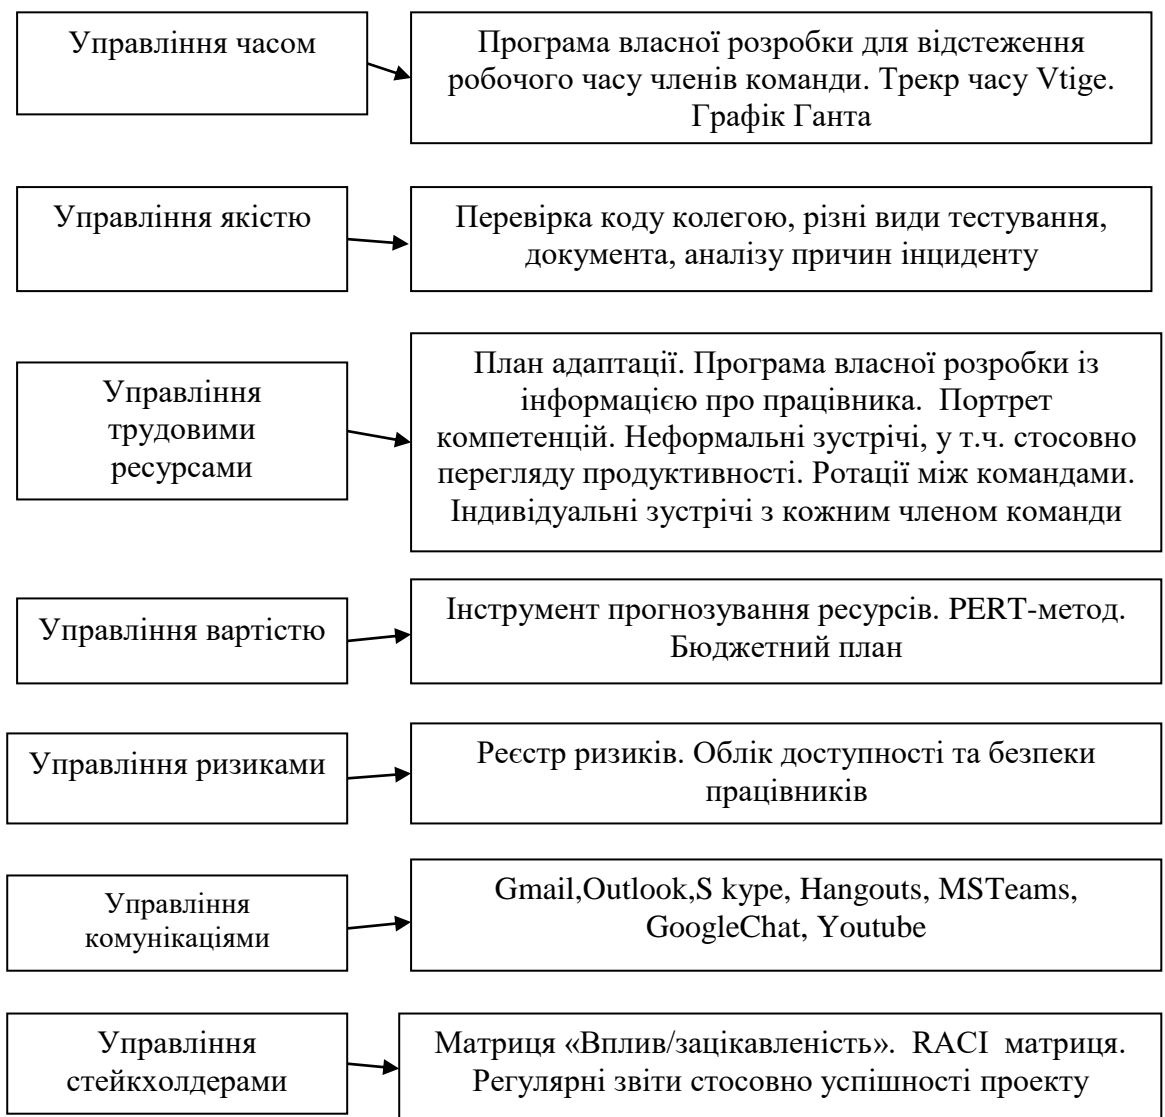 Управління часом
Програма власної розробки для відстеження
робочого часу членів команди. Трекр часу Vtige.
Графік Ганта
Управління якістю
Перевірка коду колегою, різні види тестування,
документа, аналізу причин інциденту
Управління
трудовими
ресурсами
План адаптації. Програма власної розробки із
інформацією про працівника. Портрет
компетенцій. Неформальні зустрічі, у т.ч. стосовно
перегляду продуктивності. Ротації між командами.
Індивідуальні зустрічі з кожним членом команди
Управління вартістю
Інструмент прогнозування ресурсів. PERT-метод.
Бюджетний план
Управління ризиками
Реєстр ризиків. Облік доступності та безпеки
працівників
Управління
комунікаціями
Gmail,Outlook,S kype, Hangouts, MSTeams,
GoogleChat, Youtube
Управління
стейкхолдерами
Матриця «Вплив/зацікавленість». RACI матриця.
Регулярні звіти стосовно успішності проекту